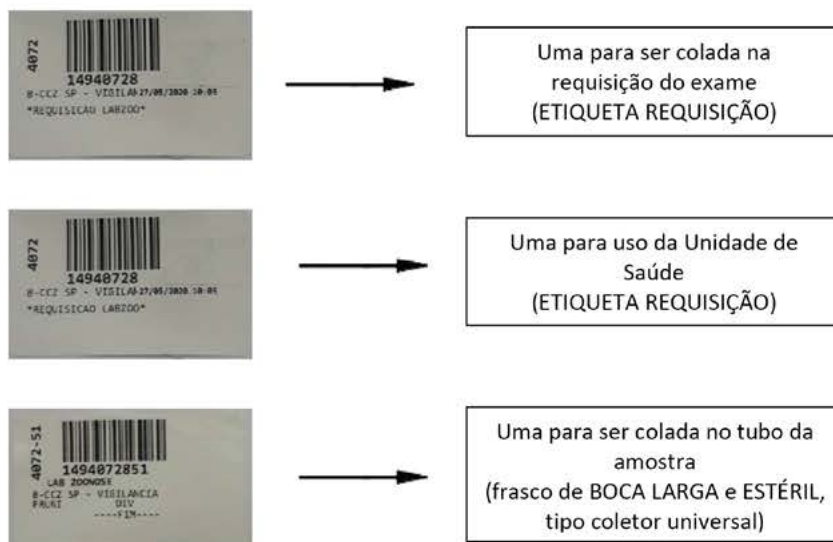 4072
14940728
8-CCZ SP - VIGILAN27/05/2020 10:05
*REQUISICAO LABZOO*
Uma para ser colada na
requisição do exame
(ETIQUETA REQUISIÇÃO)
4072
14940728
8-CCZ SP - VIGILAN27/05/2020 10:05
*REQUISICAO LABZOO*
Uma para uso da Unidade de
Saúde
(ETIQUETA REQUISIÇÃO)
4072-51
1494072851
LAB ZOONOSE
8-CCZ SP - VIGILANCIA
DIV
----FIM----
Uma para ser colada no tubo da
amostra
(frasco de BOCA LARGA e ESTÉRIL,
tipo coletor universal)